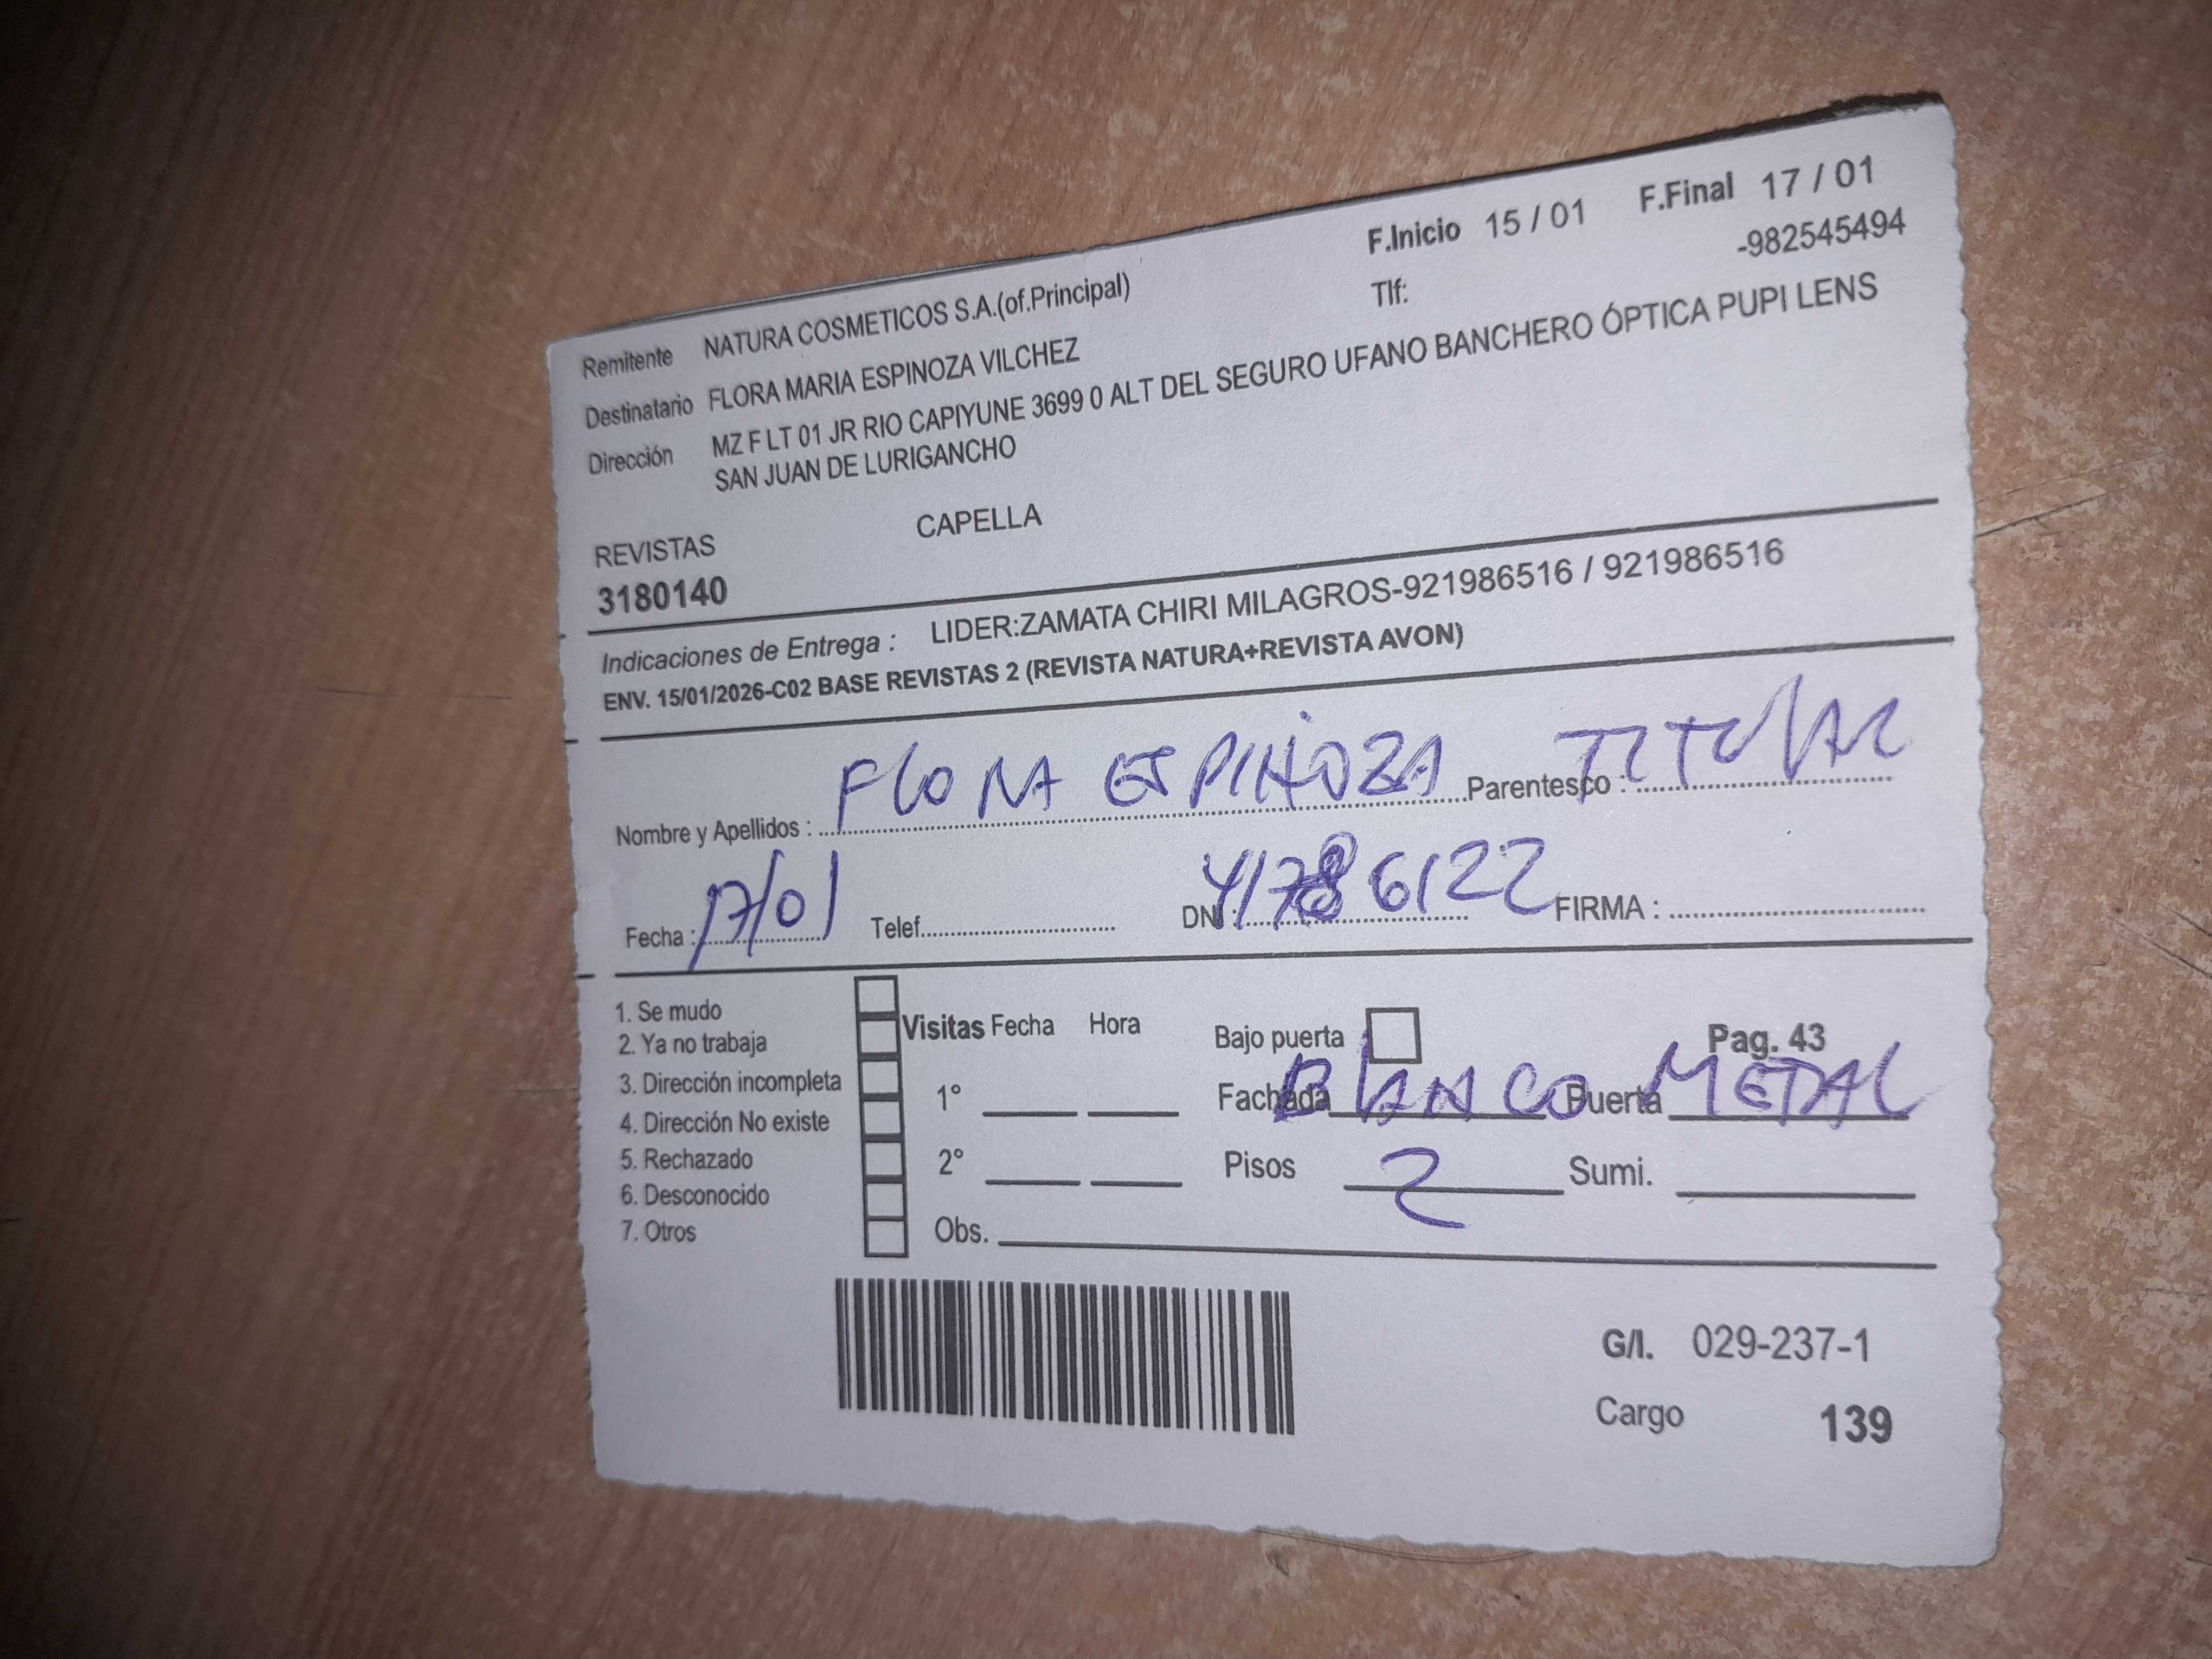 F.Inicio 15 / 01 F.Final 17 / 01
Remitente NATURA COSMETICOS S.A.(of.Principal) Tlf: -982545494
Destinatario FLORA MARIA ESPINOZA VILCHEZ
Dirección MZ F LT 01 JR RIO CAPIYUNE 3699 0 ALT DEL SEGURO UFANO BANCHERO ÓPTICA PUPI LENS
SAN JUAN DE LURIGANCHO
REVISTAS CAPELLA
3180140
Indicaciones de Entrega : LIDER:ZAMATA CHIRI MILAGROS-921986516 / 921986516
ENV. 15/01/2026-C02 BASE REVISTAS 2 (REVISTA NATURA+REVISTA AVON)
Nombre y Apellidos : FLORA ESPINOZA Parentesco : TITULAR
Fecha : 17/01 Telef. DNI : 41786122 FIRMA :
1. Se mudo
2. Ya no trabaja Visitas Fecha Hora Bajo puerta Pag. 43
3. Dirección incompleta 1° Fachada BLANCO Puerta METAL
4. Dirección No existe
5. Rechazado 2° Pisos 2 Sumi.
6. Desconocido
7. Otros Obs.
G/I. 029-237-1
Cargo 139